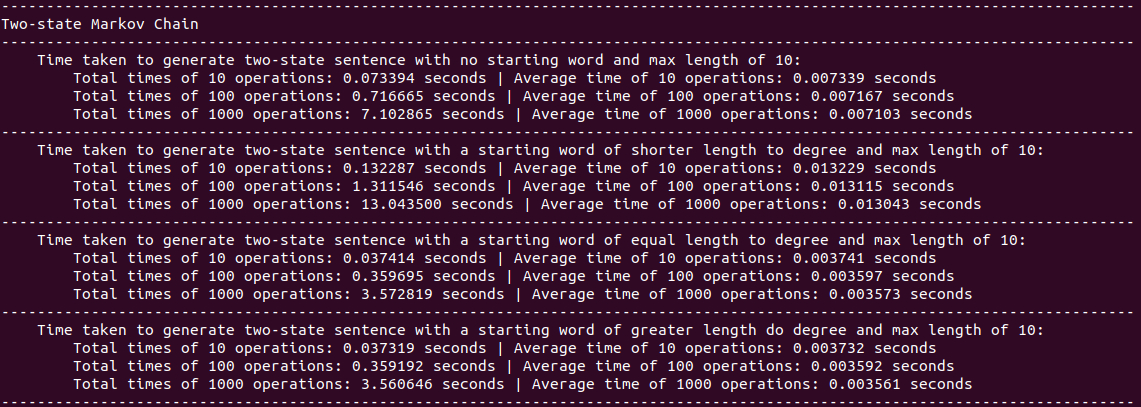 Two-state Markov Chain
Time taken to generate two-state sentence with no starting word and max length of 10:
Total times of 10 operations: 0.073394 seconds | Average time of 10 operations: 0.007339 seconds
Total times of 100 operations: 0.716665 seconds | Average time of 100 operations: 0.007167 seconds
Total times of 1000 operations: 7.102865 seconds | Average time of 1000 operations: 0.007103 seconds
Time taken to generate two-state sentence with a starting word of shorter length to degree and max length of 10:
Total times of 10 operations: 0.132287 seconds | Average time of 10 operations: 0.013229 seconds
Total times of 100 operations: 1.311546 seconds | Average time of 100 operations: 0.013115 seconds
Total times of 1000 operations: 13.043500 seconds | Average time of 1000 operations: 0.013043 seconds
Time taken to generate two-state sentence with a starting word of equal length to degree and max length of 10:
Total times of 10 operations: 0.037414 seconds | Average time of 10 operations: 0.003741 seconds
Total times of 100 operations: 0.359695 seconds | Average time of 100 operations: 0.003597 seconds
Total times of 1000 operations: 3.572819 seconds | Average time of 1000 operations: 0.003573 seconds
Time taken to generate two-state sentence with a starting word of greater length do degree and max length of 10:
Total times of 10 operations: 0.037319 seconds | Average time of 10 operations: 0.003732 seconds
Total times of 100 operations: 0.359192 seconds | Average time of 100 operations: 0.003592 seconds
Total times of 1000 operations: 3.560646 seconds | Average time of 1000 operations: 0.003561 seconds